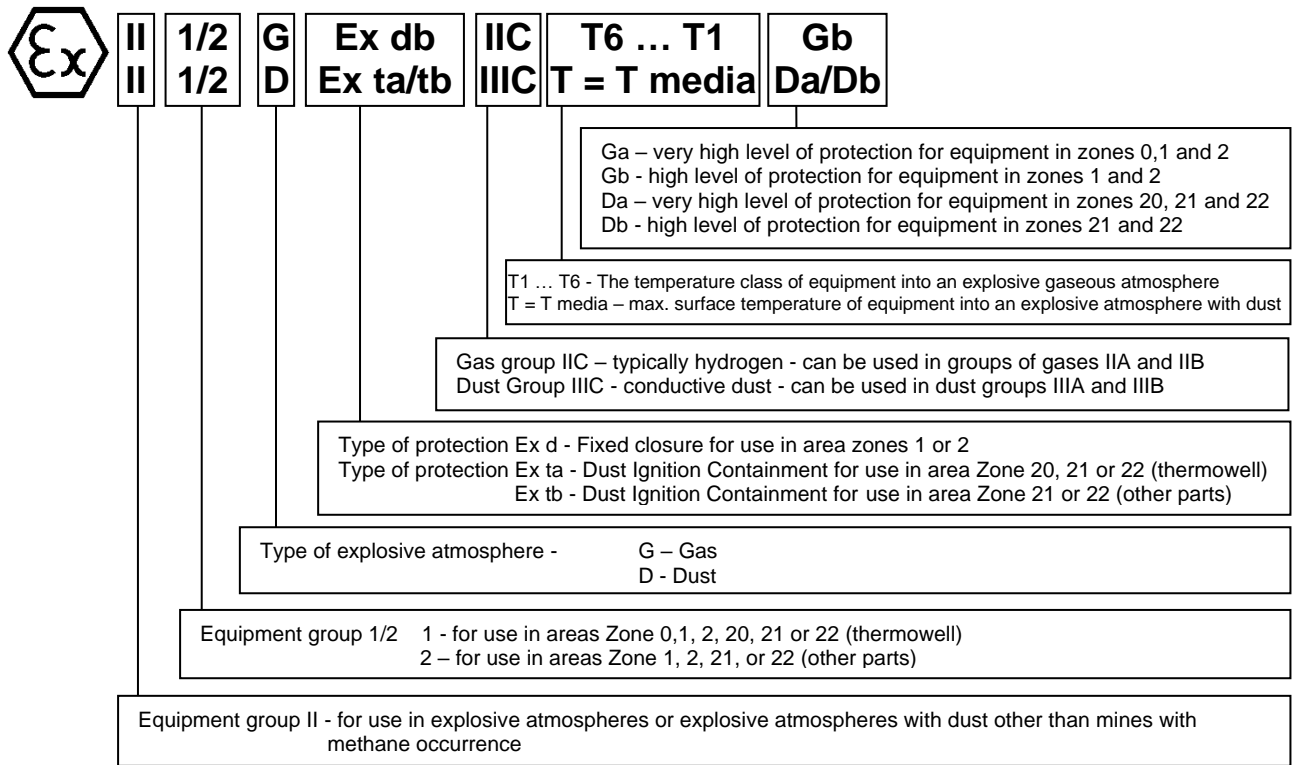 Ex II 1/2 G Ex db IIC T6 … T1 Gb
II 1/2 D Ex ta/tb IIIC T = T media Da/Db
Ga – very high level of protection for equipment in zones 0,1 and 2
Gb - high level of protection for equipment in zones 1 and 2
Da – very high level of protection for equipment in zones 20, 21 and 22
Db - high level of protection for equipment in zones 21 and 22
T1 … T6 - The temperature class of equipment into an explosive gaseous atmosphere
T = T media – max. surface temperature of equipment into an explosive atmosphere with dust
Gas group IIC – typically hydrogen - can be used in groups of gases IIA and IIB
Dust Group IIIC - conductive dust - can be used in dust groups IIIA and IIIB
Type of protection Ex d - Fixed closure for use in area zones 1 or 2
Type of protection Ex ta - Dust Ignition Containment for use in area Zone 20, 21 or 22 (thermowell)
Ex tb - Dust Ignition Containment for use in area Zone 21 or 22 (other parts)
Type of explosive atmosphere - G – Gas
D - Dust
Equipment group 1/2 1 - for use in areas Zone 0,1, 2, 20, 21 or 22 (thermowell)
2 – for use in areas Zone 1, 2, 21, or 22 (other parts)
Equipment group II - for use in explosive atmospheres or explosive atmospheres with dust other than mines with
methane occurrence